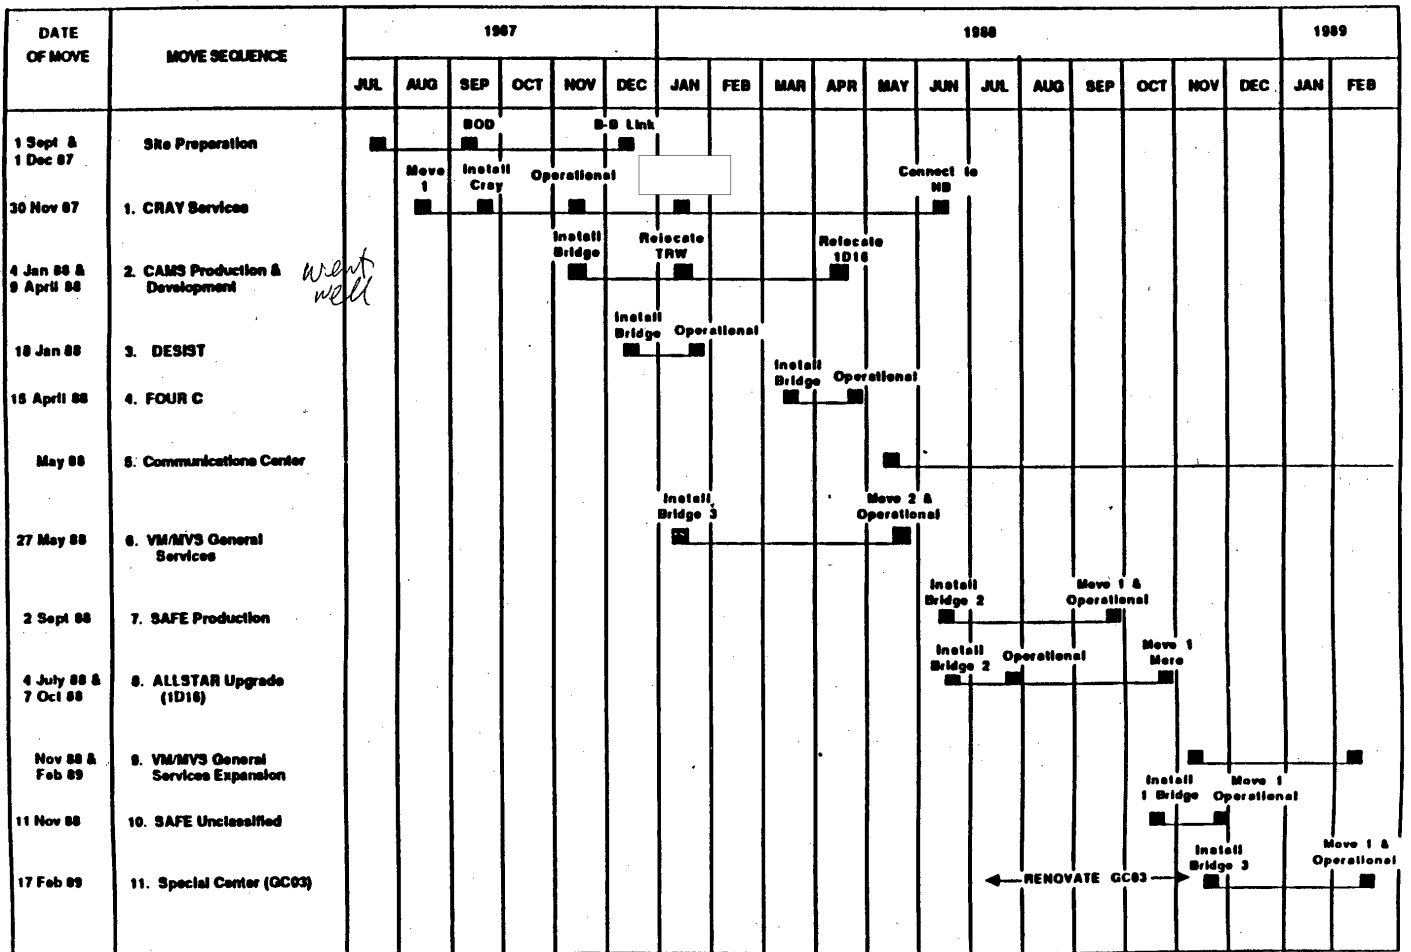 DATE OF MOVE
MOVE SEQUENCE
1987 1988 1989
JUL AUG SEP OCT NOV DEC JAN FEB MAR APR MAY JUN JUL AUG SEP OCT NOV DEC JAN FEB
BOD B-B Link
1 Sept & Site Preparation
1 Dec 87
Move 1 Install Cray Operational Connect to NB
30 Nov 87 1. CRAY Services
Install Bridge Relocate TRW Relocate 1D16
4 Jan 88 & 2. CAMS Production &
9 April 88 Development
went
well
Install Bridge Operational
18 Jan 88 3. DESIST
Install Bridge Operational
15 April 88 4. FOUR C
May 88 5. Communications Center
Install Bridge 3 Move 2 & Operational
27 May 88 6. VM/MVS General
Services
Install Bridge 2 Move 1 & Operational
2 Sept 88 7. SAFE Production
Install Bridge 2 Operational Move 1 More
4 July 88 & 8. ALLSTAR Upgrade
7 Oct 88 (1D16)
Nov 88 & 9. VM/MVS General
Feb 89 Services Expansion
Install 1 Bridge Move 1 Operational
11 Nov 88 10. SAFE Unclassified
Install Bridge 3 Move 1 & Operational
17 Feb 89 11. Special Center (GC03) RENOVATE GC03